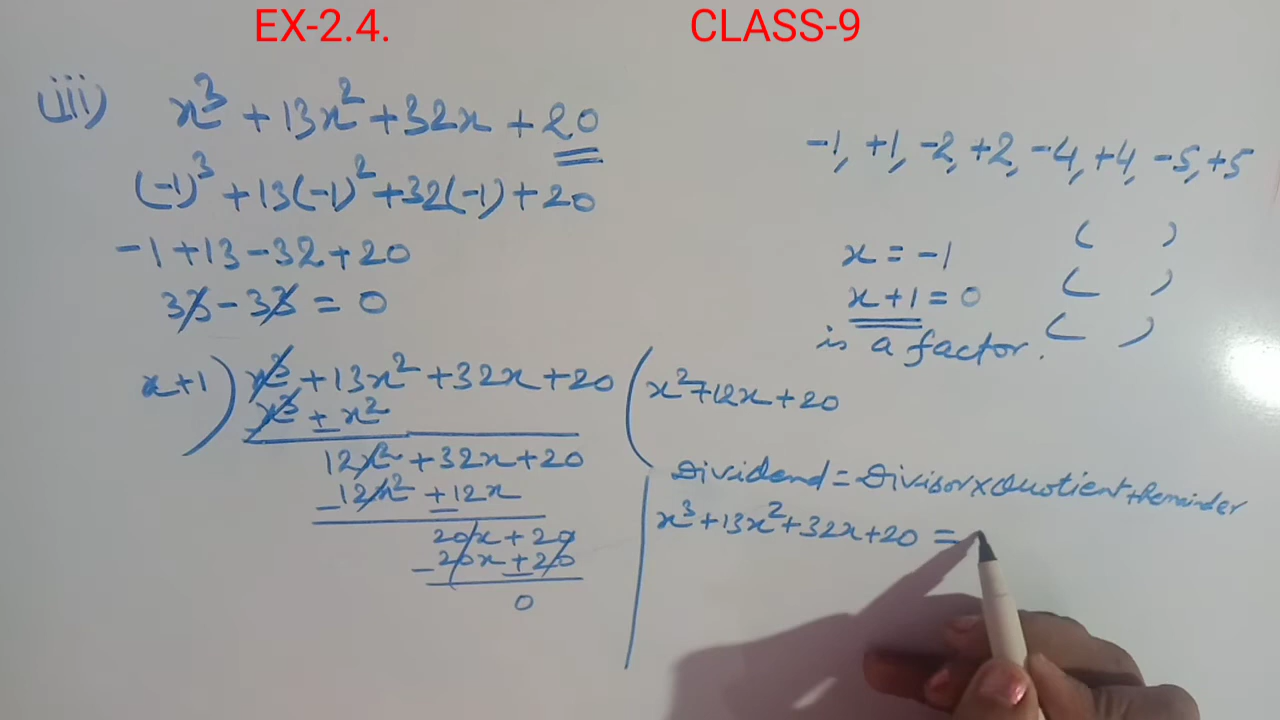 EX-2.4. CLASS-9
(iii) x³ + 13x² + 32x + 20
-1, +1, -2, +2, -4, +4, -5, +5
(-1)³ + 13(-1)² + 32(-1) + 20
-1 + 13 - 32 + 20
33 - 33 = 0
x = -1 ( )
x + 1 = 0 ( )
is a factor. ( )
x+1 ) x³ + 13x² + 32x + 20 ( x² + 12x + 20
x³ + x²
12x² + 32x + 20
- 12x² + 12x
20x + 20
- 20x + 20
0
Dividend = Divisor × Quotient + Remainder
x³ + 13x² + 32x + 20 =